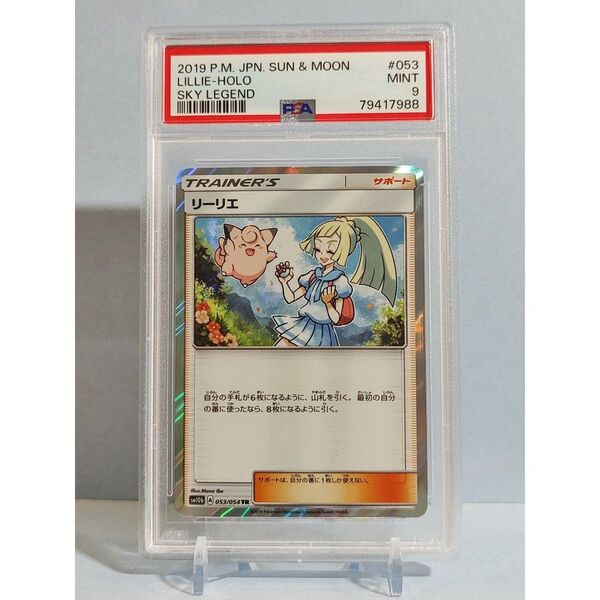 2019 P.M. JPN. SUN & MOON #053
LILLIE-HOLO MINT
SKY LEGEND 9
PSA 79417988
TRAINER'S サポート
リーリエ
自分の手札が6枚になるように、山札を引く。最初の自分
の番に使ったなら、8枚になるように引く。
サポートは、自分の番に1枚しか使えない。
sm10b A 053/054 TR